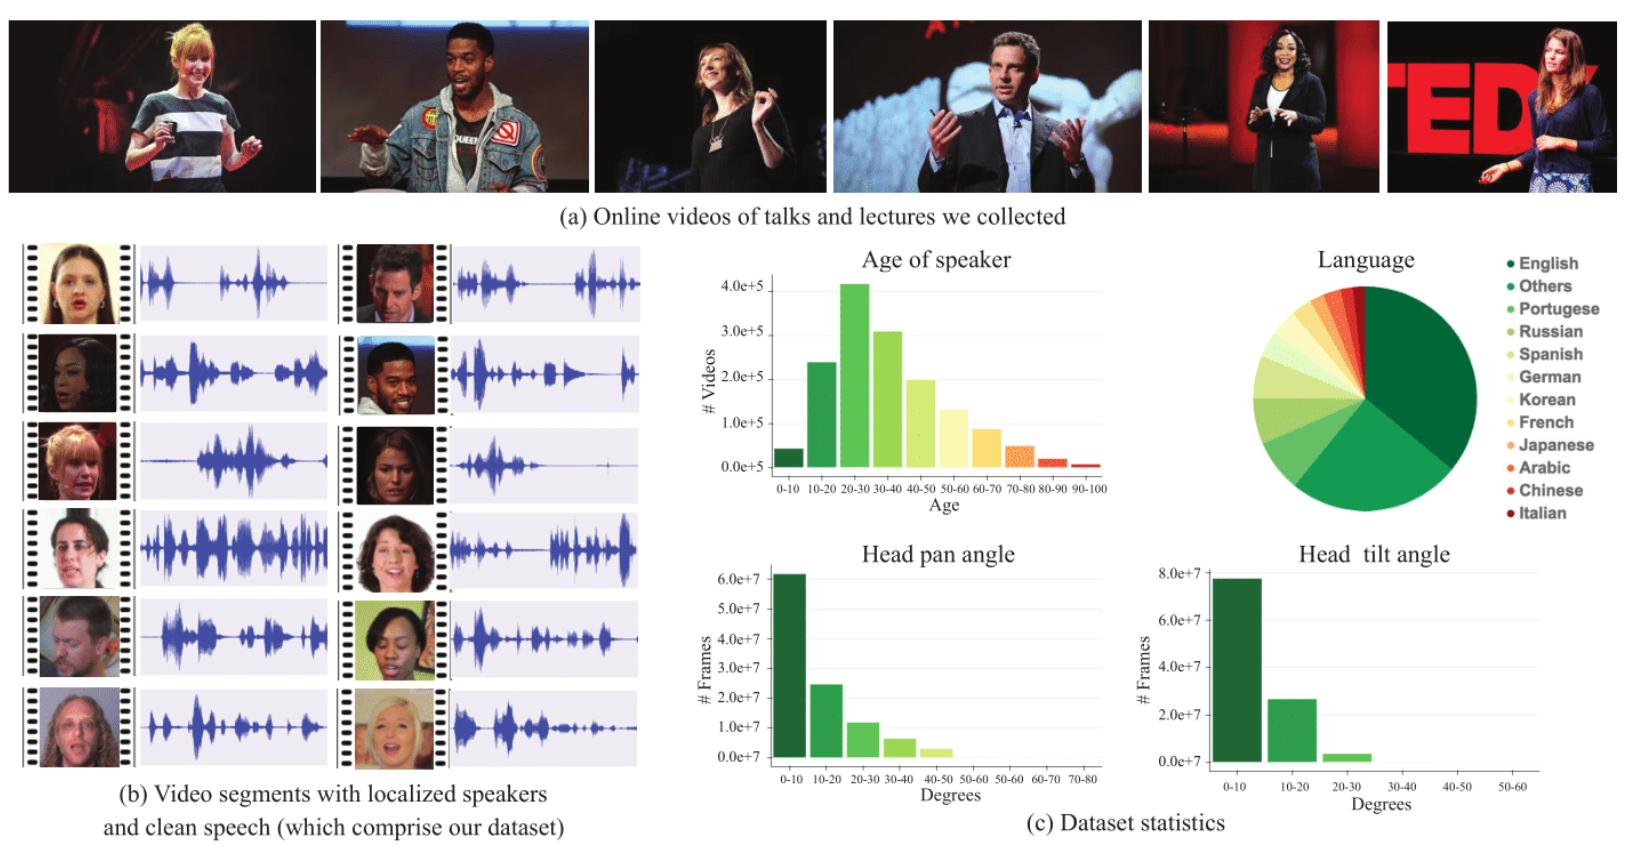 QUEEN
TED
(a) Online videos of talks and lectures we collected
(b) Video segments with localized speakers
and clean speech (which comprise our dataset)
Age of speaker
# Videos
4.0e+5
3.0e+5
2.0e+5
1.0e+5
0.0e+5
0-10 10-20 20-30 30-40 40-50 50-60 60-70 70-80 80-90 90-100
Age
Language
English
Others
Portugese
Russian
Spanish
German
Korean
French
Japanese
Arabic
Chinese
Italian
Head pan angle
# Frames
6.0e+7
5.0e+7
4.0e+7
3.0e+7
2.0e+7
1.0e+7
0.0e+7
0-10 10-20 20-30 30-40 40-50 50-60 50-60 60-70 70-80
Degrees
Head tilt angle
# Frames
8.0e+7
6.0e+7
4.0e+7
2.0e+7
0.0e+7
0-10 10-20 20-30 30-40 40-50 50-60
Degrees
(c) Dataset statistics